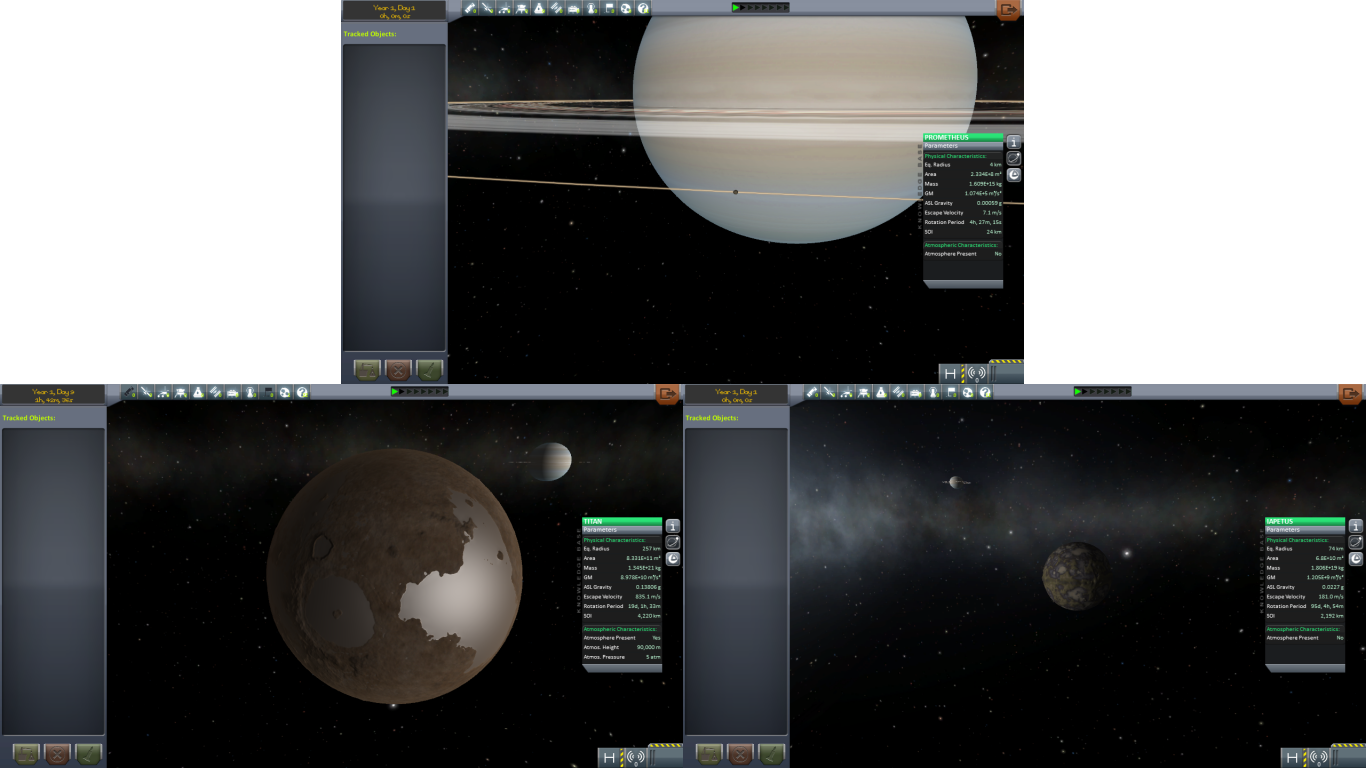 Year 1, Day 1
0h, 0m, 0s
Tracked Objects:
PROMETHEUS
Parameters
Physical Characteristics:
Eq. Radius 4 km
Area 2.334E+8 m²
Mass 1.609E+15 kg
GM 1.074E+5 m³/s²
ASL Gravity 0.00059 g
Escape Velocity 7.1 m/s
Rotation Period 4h, 27m, 15s
SOI 24 km
Atmospheric Characteristics:
Atmosphere Present No
Tracked Objects:
TITAN
Parameters
Physical Characteristics:
Eq. Radius 257 km
Area 8.331E+11 m²
Mass 1.345E+21 kg
GM 8.978E+10 m³/s²
ASL Gravity 0.13806 g
Escape Velocity 835.1 m/s
Rotation Period 19d, 1h, 33m
SOI 4,220 km
Atmospheric Characteristics:
Atmosphere Present Yes
Atmos. Height 90,000 m
Atmos. Pressure 5 atm
Year 1, Day 1
0h, 0m, 0s
Tracked Objects:
IAPETUS
Parameters
Physical Characteristics:
Eq. Radius 74 km
Area 6.8E+10 m²
Mass 1.806E+19 kg
GM 1.205E+9 m³/s²
ASL Gravity 0.0227 g
Escape Velocity 181.0 m/s
Rotation Period 95d, 4h, 54m
SOI 2,192 km
Atmospheric Characteristics:
Atmosphere Present No